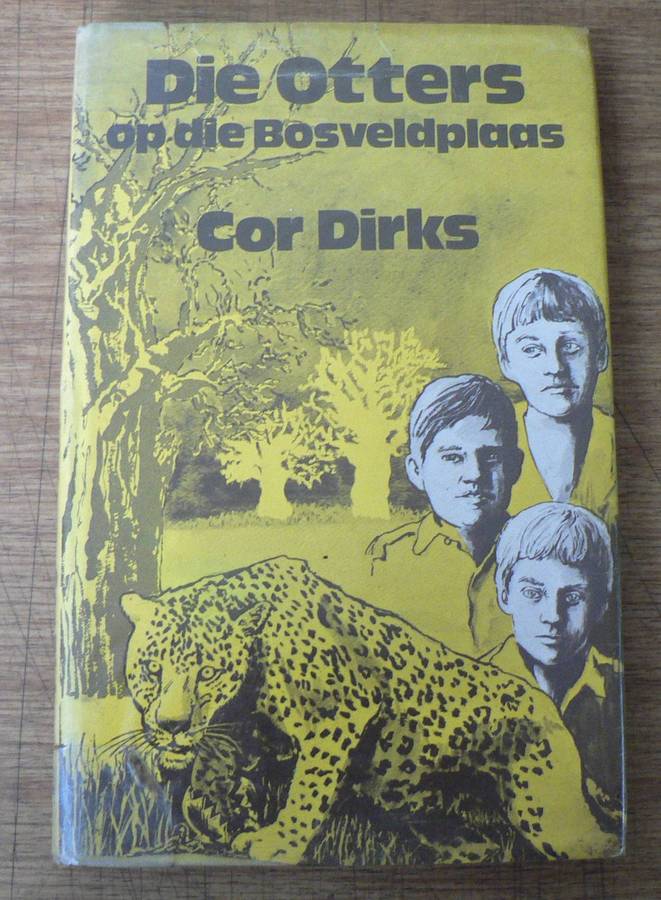 Die Otters
op die Bosveldplaas
Cor Dirks